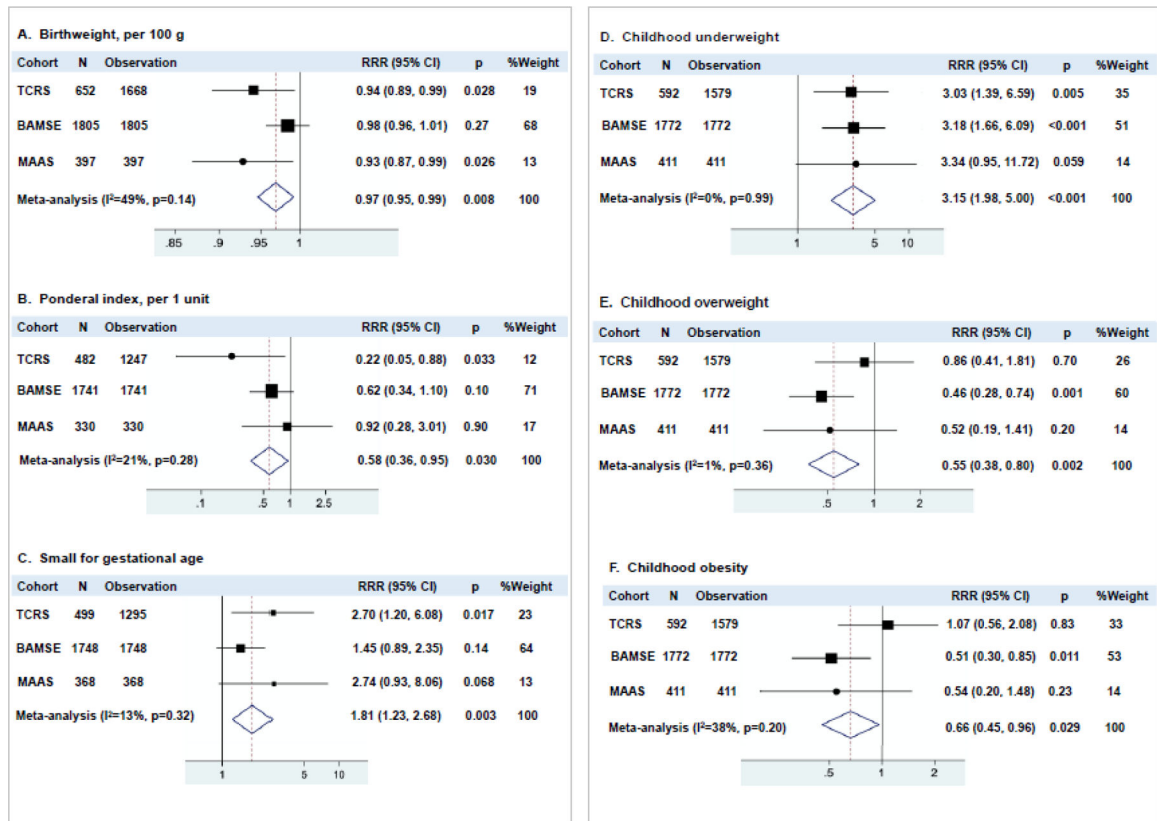 A. Birthweight, per 100 g
Cohort N Observation RRR (95% CI) p %Weight
TCRS 652 1668 0.94 (0.89, 0.99) 0.028 19
BAMSE 1805 1805 0.98 (0.96, 1.01) 0.27 68
MAAS 397 397 0.93 (0.87, 0.99) 0.026 13
Meta-analysis (I²=49%, p=0.14) 0.97 (0.95, 0.99) 0.008 100
.85 .9 .95 1
B. Ponderal index, per 1 unit
Cohort N Observation RRR (95% CI) p %Weight
TCRS 482 1247 0.22 (0.05, 0.88) 0.033 12
BAMSE 1741 1741 0.62 (0.34, 1.10) 0.10 71
MAAS 330 330 0.92 (0.28, 3.01) 0.90 17
Meta-analysis (I²=21%, p=0.28) 0.58 (0.36, 0.95) 0.030 100
.1 .5 1 2.5
C. Small for gestational age
Cohort N Observation RRR (95% CI) p %Weight
TCRS 499 1295 2.70 (1.20, 6.08) 0.017 23
BAMSE 1748 1748 1.45 (0.89, 2.35) 0.14 64
MAAS 368 368 2.74 (0.93, 8.06) 0.068 13
Meta-analysis (I²=13%, p=0.32) 1.81 (1.23, 2.68) 0.003 100
1 5 10
D. Childhood underweight
Cohort N Observation RRR (95% CI) p %Weight
TCRS 592 1579 3.03 (1.39, 6.59) 0.005 35
BAMSE 1772 1772 3.18 (1.66, 6.09) <0.001 51
MAAS 411 411 3.34 (0.95, 11.72) 0.059 14
Meta-analysis (I²=0%, p=0.99) 3.15 (1.98, 5.00) <0.001 100
1 5 10
E. Childhood overweight
Cohort N Observation RRR (95% CI) p %Weight
TCRS 592 1579 0.86 (0.41, 1.81) 0.70 26
BAMSE 1772 1772 0.46 (0.28, 0.74) 0.001 60
MAAS 411 411 0.52 (0.19, 1.41) 0.20 14
Meta-analysis (I²=1%, p=0.36) 0.55 (0.38, 0.80) 0.002 100
.5 1 2
F. Childhood obesity
Cohort N Observation RRR (95% CI) p %Weight
TCRS 592 1579 1.07 (0.56, 2.08) 0.83 33
BAMSE 1772 1772 0.51 (0.30, 0.85) 0.011 53
MAAS 411 411 0.54 (0.20, 1.48) 0.23 14
Meta-analysis (I²=38%, p=0.20) 0.66 (0.45, 0.96) 0.029 100
.5 1 2